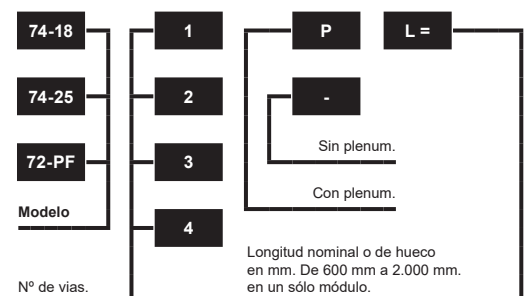 74-18 1 P L =
74-25 2 -
Sin plenum.
72-PF 3
Con plenum.
Modelo
4
Longitud nominal o de hueco
en mm. De 600 mm a 2.000 mm.
Nº de vias. en un sólo módulo.